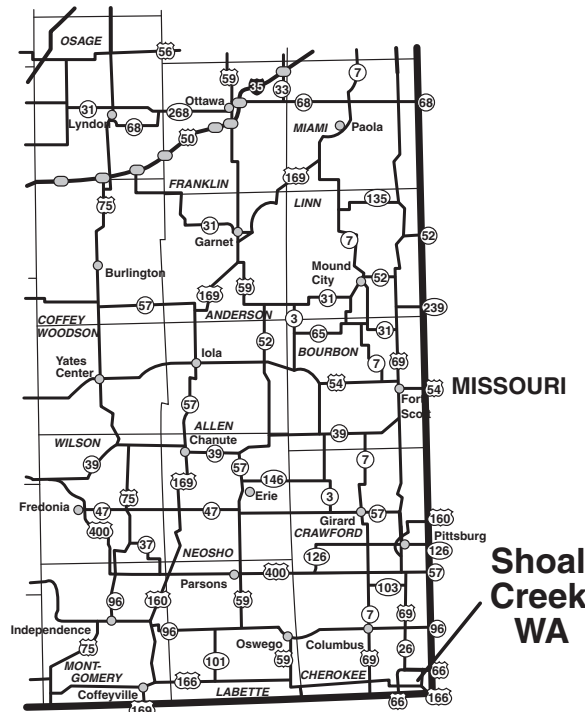 OSAGE
56
59
35
33
7
31
268
Ottawa
68
68
Lyndon
68
50
MIAMI
Paola
169
FRANKLIN
LINN
135
75
31
Garnet
7
52
Burlington
Mound
City
52
169
59
31
57
ANDERSON
239
COFFEY
WOODSON
3
65
31
52
BOURBON
Yates
Center
Iola
7
69
54
54
MISSOURI
Fort
Scott
57
ALLEN
Chanute
39
WILSON
39
39
57
7
169
146
75
Erie
3
Fredonia
47
47
Girard
57
160
400
CRAWFORD
Pittsburg
37
NEOSHO
126
126
Parsons
400
57
Shoal
Creek
WA
96
160
59
103
7
69
Independence
96
Oswego
Columbus
96
75
101
59
69
26
MONT-
GOMERY
66
166
CHEROKEE
Coffeyville
LABETTE
66
166
169